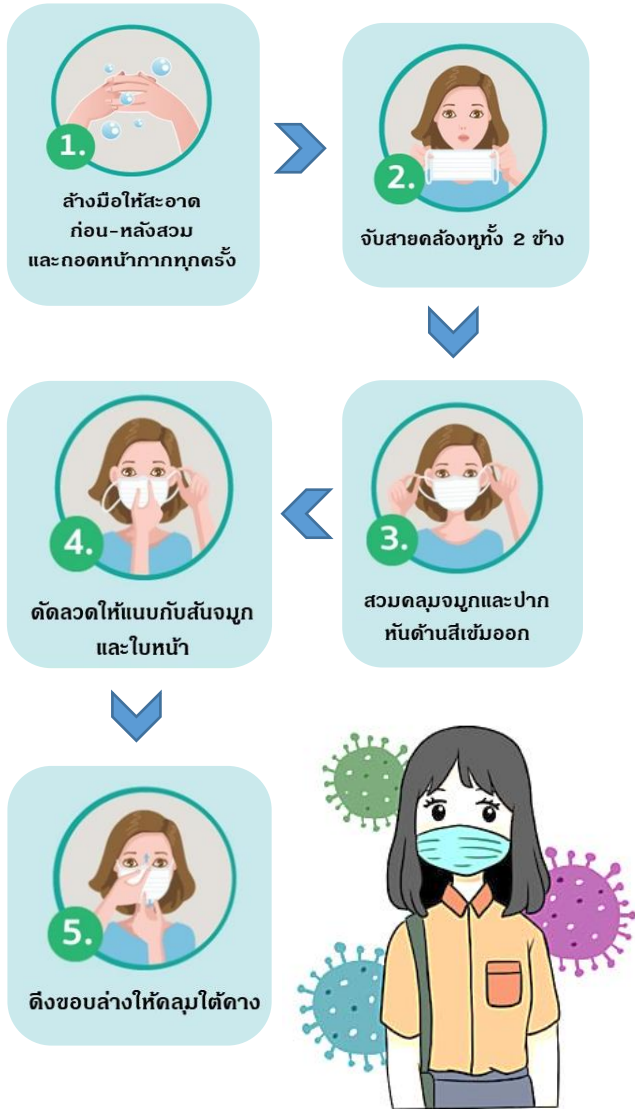 1.
ล้างมือให้สะอาด
ก่อน-หลังสวม
และถอดหน้ากากทุกครั้ง
2.
จับสายคล้องหูทั้ง 2 ข้าง
3.
สวมคลุมจมูกและปาก
หันด้านสีเข้มออก
4.
ดัดลวดให้แนบกับสันจมูก
และใบหน้า
5.
ดึงขอบล่างให้คลุมใต้คาง